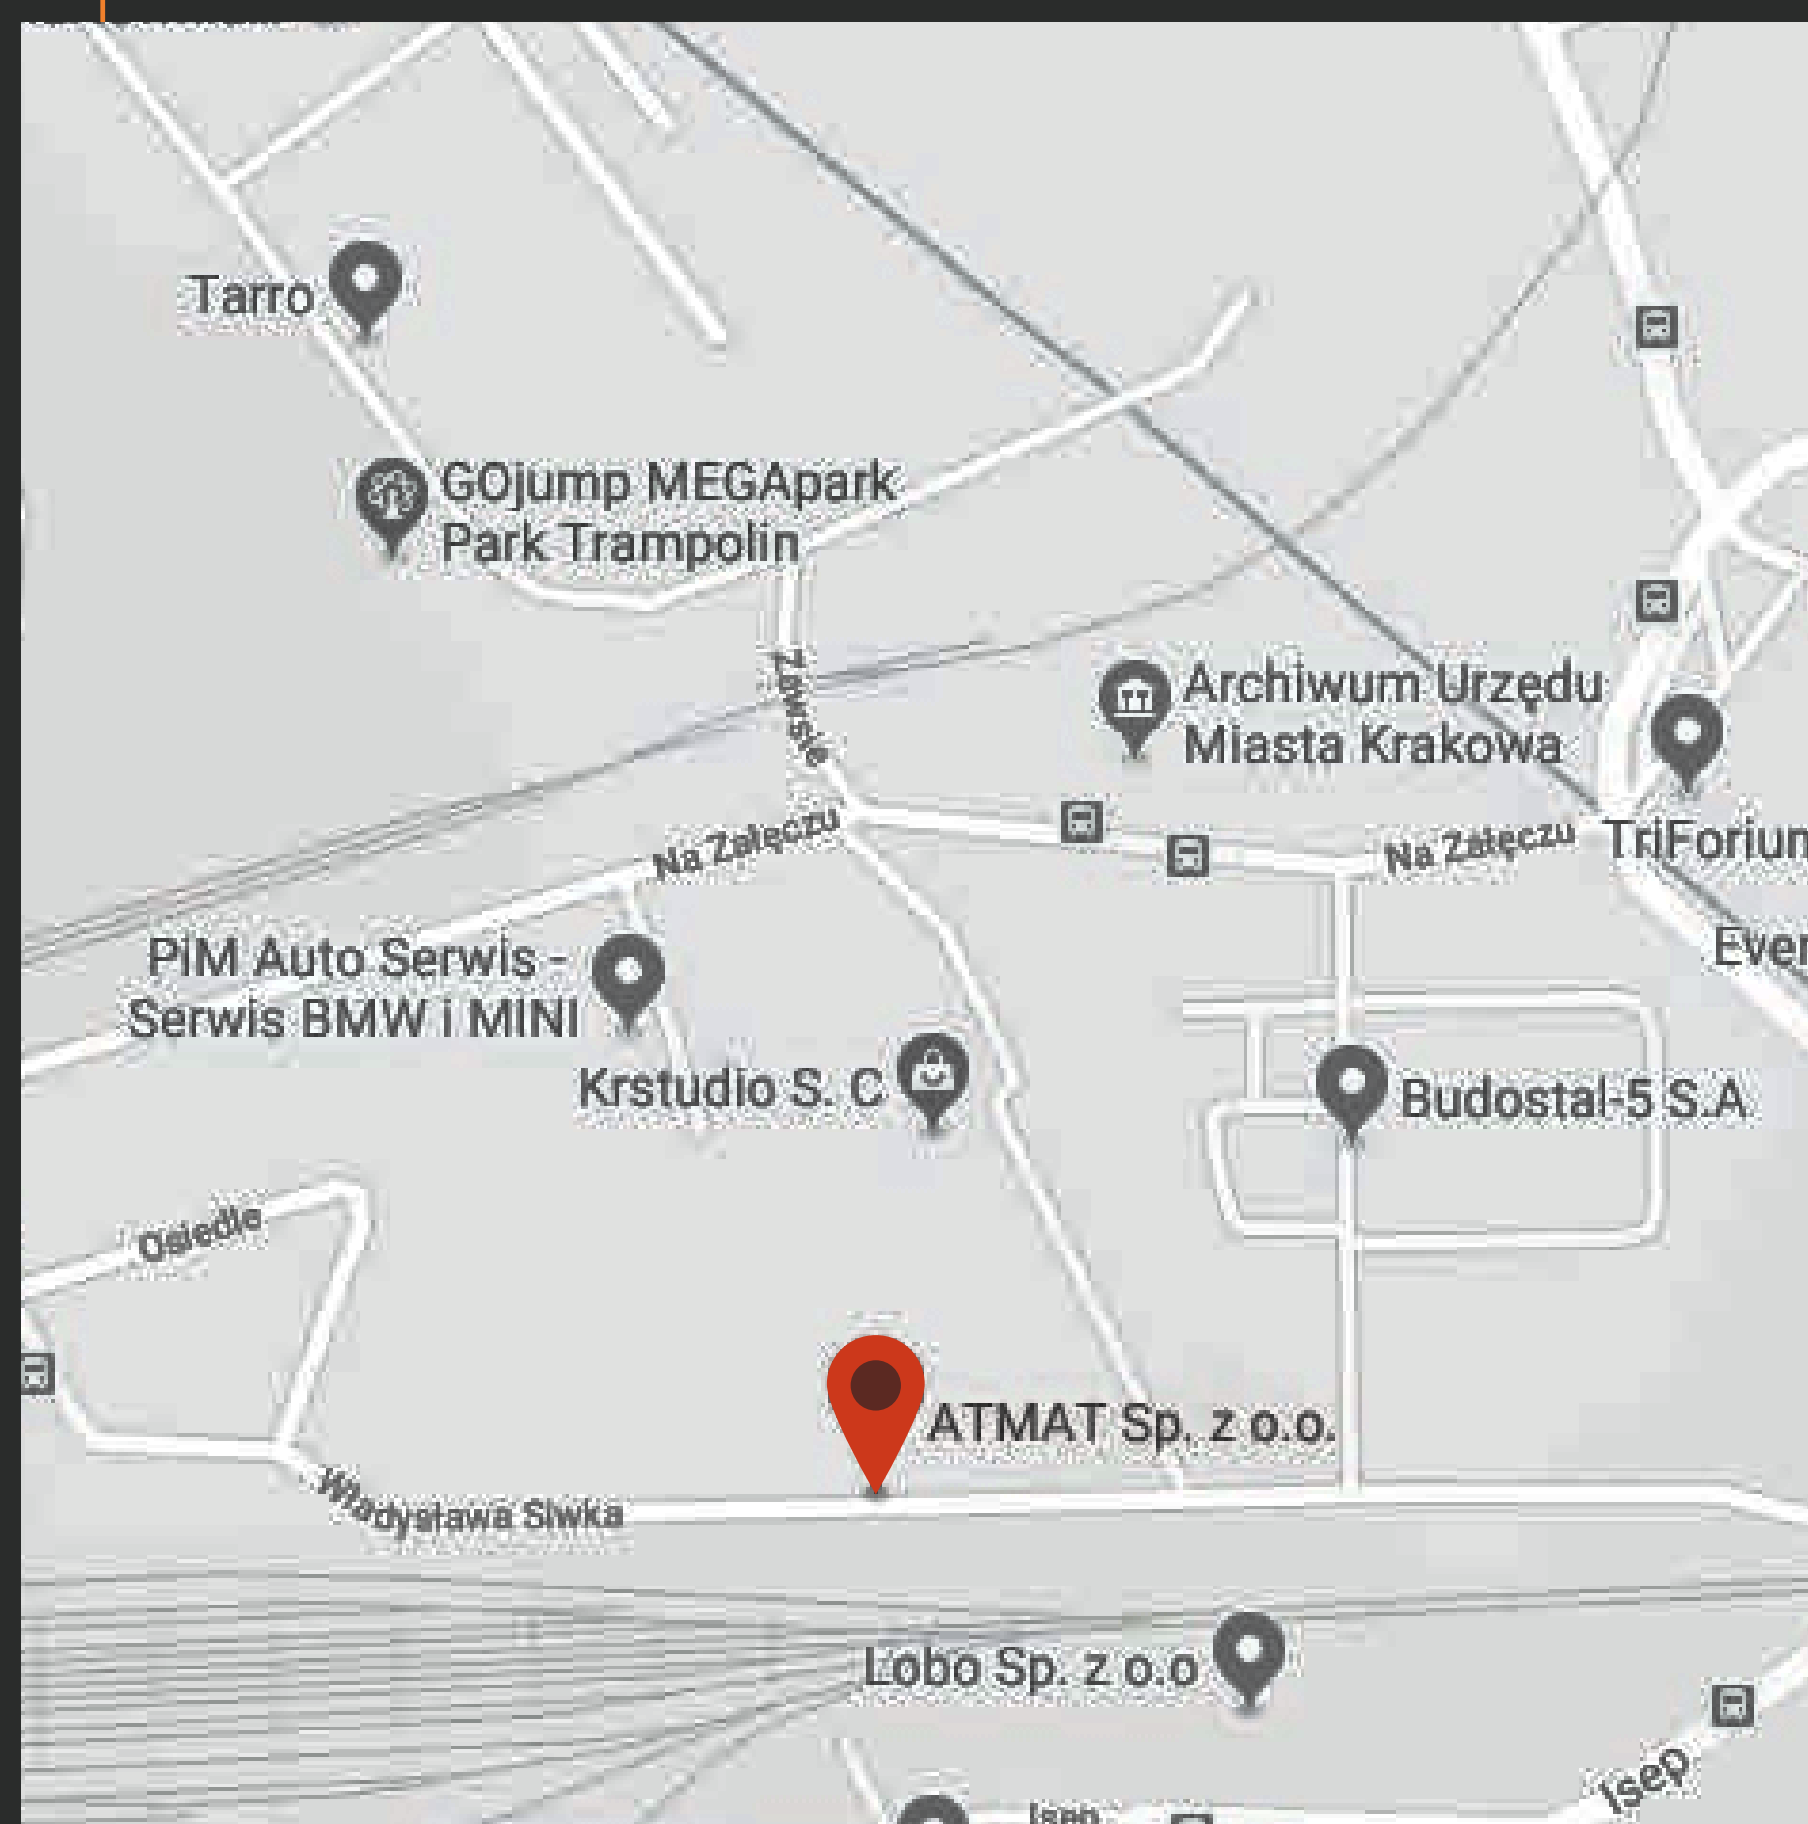 Tarro
GOjump MEGApark
Park Trampolin
Zawsie
Archiwum Urzędu
Miasta Krakowa
Na Załęczu
Na Załęczu
TriForium
PiM Auto Serwis -
Serwis BMW i MINI
Krstudio S. C
Budostal-5 S.A
Osiedle
ATMAT Sp. z o.o.
Władysława Siwka
Lobo Sp. z o.o
Isep
Isep